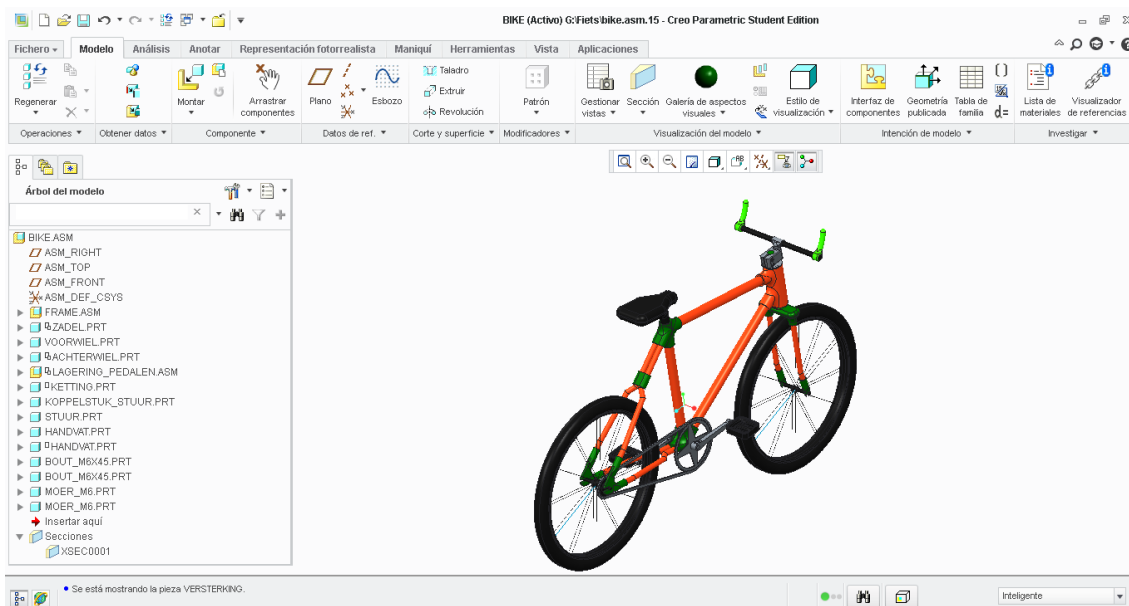 BIKE (Activo) G:\Fiets\bike.asm.15 - Creo Parametric Student Edition
Fichero Modelo Análisis Anotar Representación fotorrealista Maniquí Herramientas Vista Aplicaciones
Regenerar
Montar
Arrastrar componentes
Plano
Esbozo
Taladro
Extruir
Revolución
Patrón
Gestionar vistas
Sección
Galería de aspectos visuales
Estilo de visualización
Interfaz de componentes
Geometría publicada
Tabla de familia
d=
Lista de materiales
Visualizador de referencias
Operaciones Obtener datos Componente Datos de ref. Corte y superficie Modificadores Visualización del modelo Intención de modelo Investigar
Árbol del modelo
BIKE.ASM
ASM_RIGHT
ASM_TOP
ASM_FRONT
ASM_DEF_CSYS
FRAME.ASM
ZADEL.PRT
VOORWIEL.PRT
ACHTERWIEL.PRT
LAGERING_PEDALEN.ASM
KETTING.PRT
KOPPELSTUK_STUUR.PRT
STUUR.PRT
HANDVAT.PRT
HANDVAT.PRT
BOUT_M6X45.PRT
BOUT_M6X45.PRT
MOER_M6.PRT
MOER_M6.PRT
Insertar aquí
Secciones
XSEC0001
Se está mostrando la pieza VERSTERKING.
Inteligente